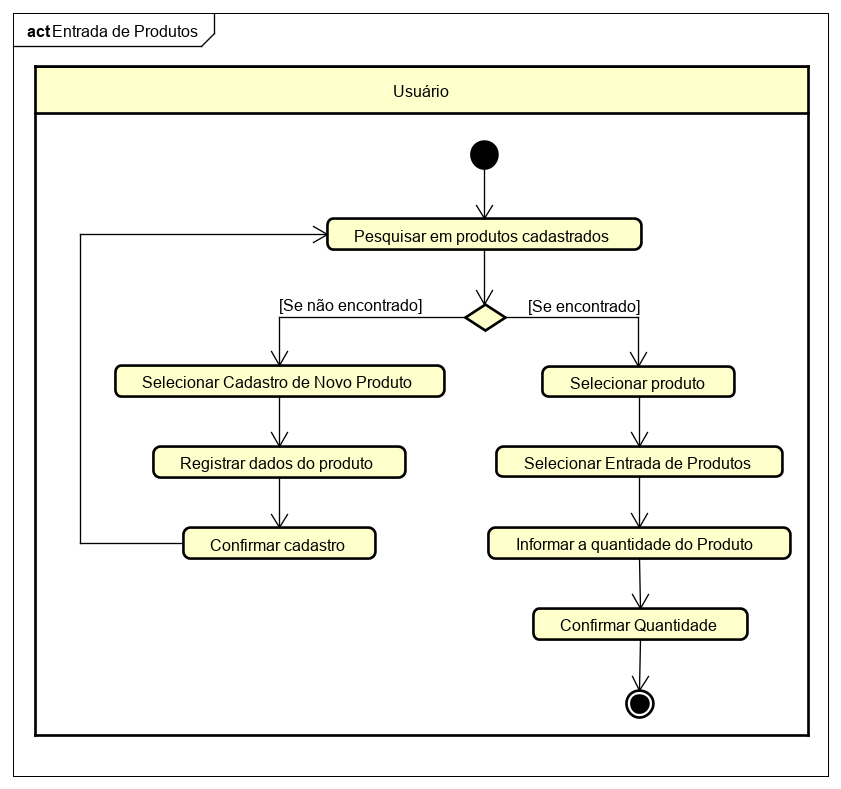 act Entrada de Produtos
Usuário
Pesquisar em produtos cadastrados
[Se não encontrado]
[Se encontrado]
Selecionar Cadastro de Novo Produto
Selecionar produto
Registrar dados do produto
Selecionar Entrada de Produtos
Confirmar cadastro
Informar a quantidade do Produto
Confirmar Quantidade